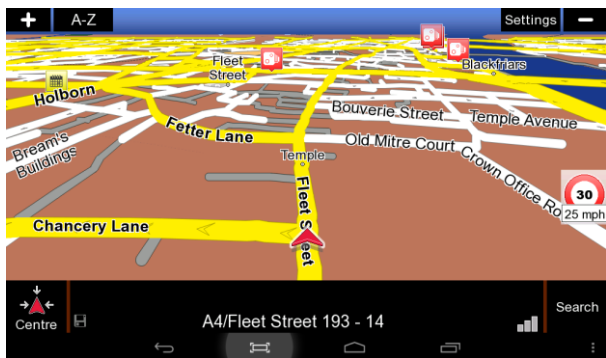 + A-Z Settings −
Fleet
Street
Blackfriars
Holborn
Bouverie Street
Temple Avenue
Fetter Lane
Old Mitre Court
Bream's
Buildings
Temple
Crown Office Ro
30
25 mph
Fleet Street
Chancery Lane
Centre
A4/Fleet Street 193 - 14
Search